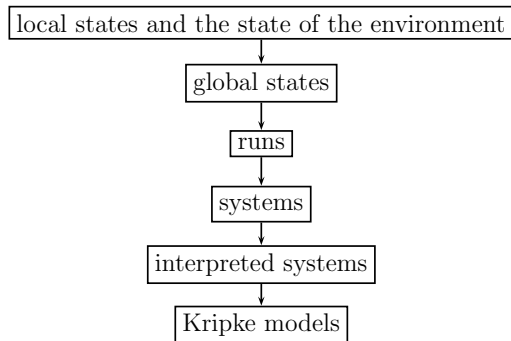 local states and the state of the environment
global states
runs
systems
interpreted systems
Kripke models